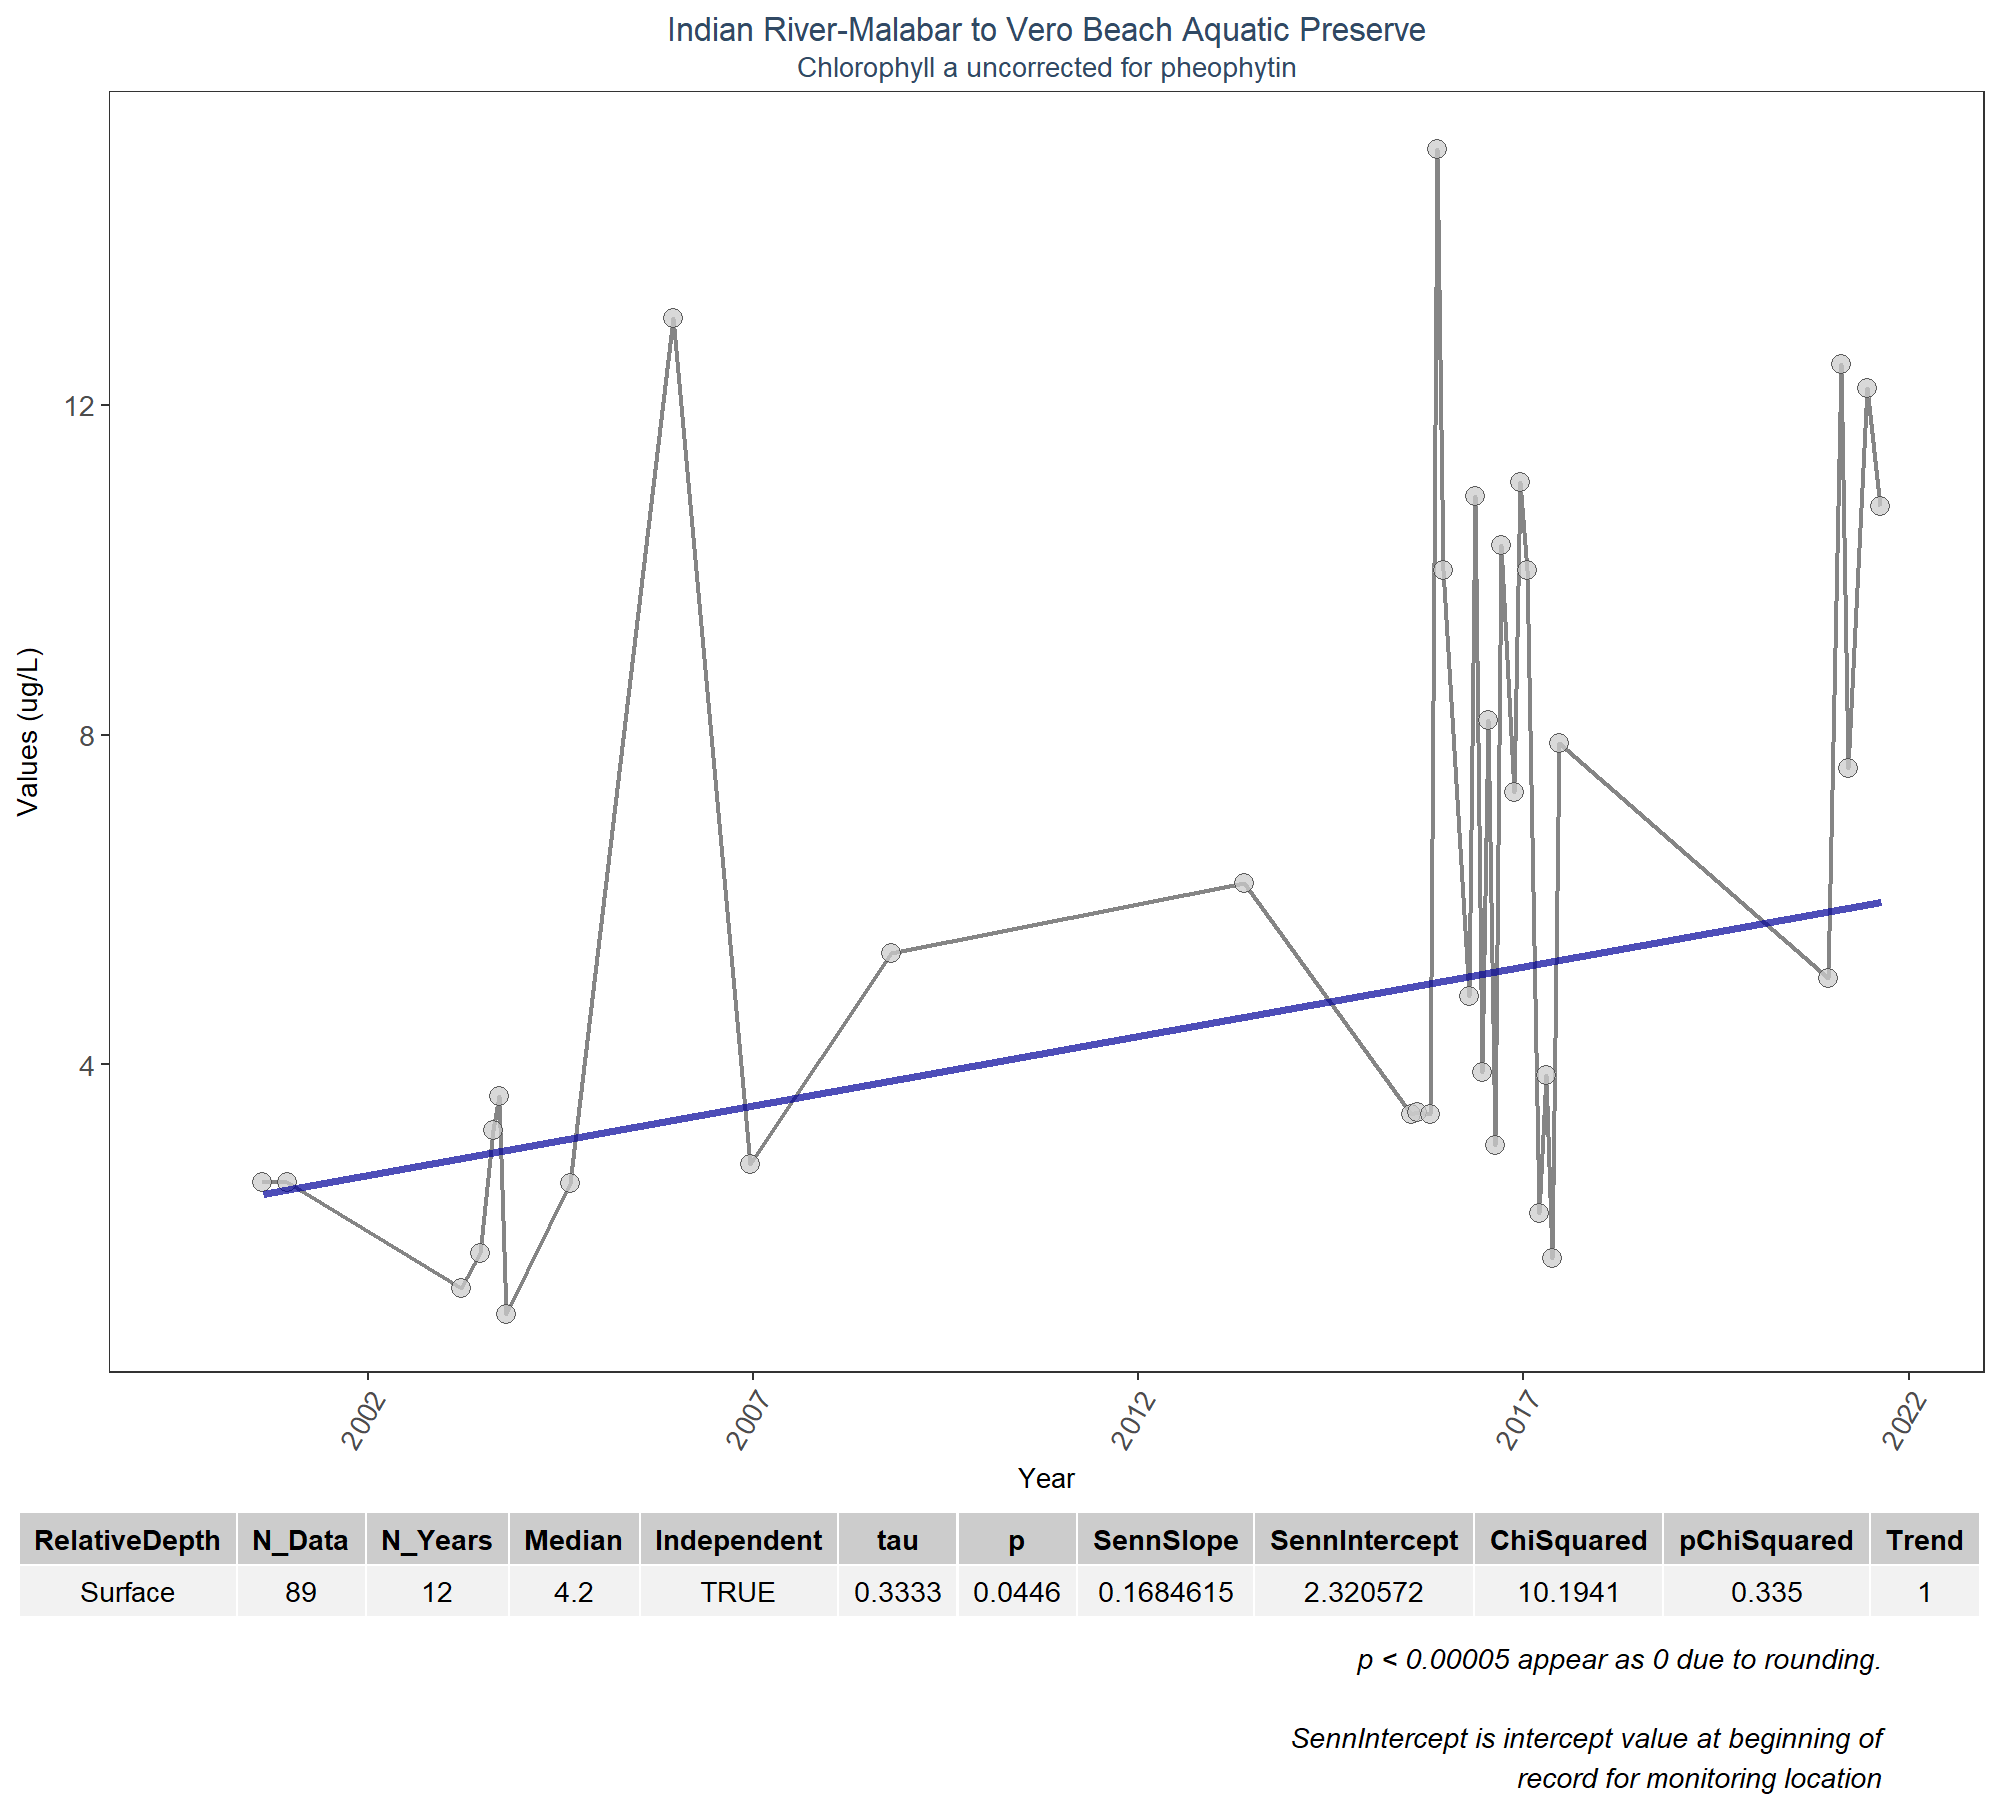 Indian River-Malabar to Vero Beach Aquatic Preserve
Chlorophyll a uncorrected for pheophytin
Values (ug/L)
12
8
4
2002
2007
2012
2017
2022
Year
RelativeDepth N_Data N_Years Median Independent tau p SennSlope SennIntercept ChiSquared pChiSquared Trend
Surface 89 12 4.2 TRUE 0.3333 0.0446 0.1684615 2.320572 10.1941 0.335 1
p < 0.00005 appear as 0 due to rounding.
SennIntercept is intercept value at beginning of
record for monitoring location